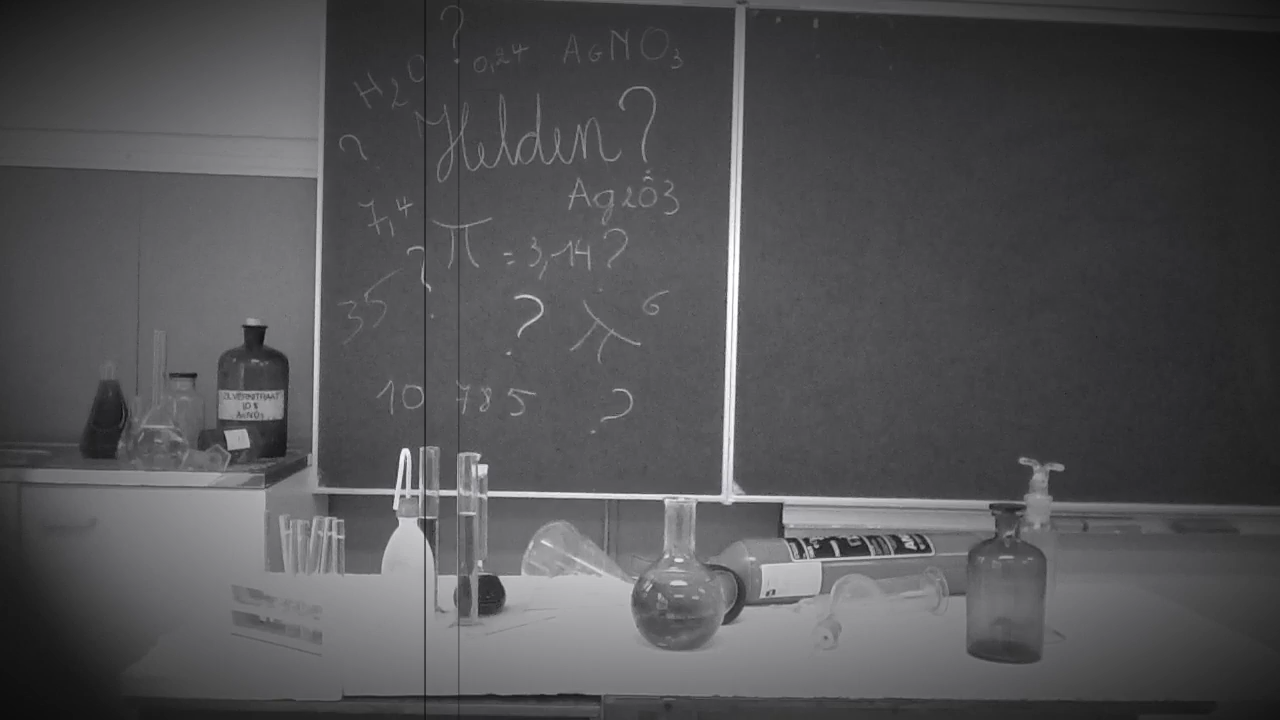 ?
0,24 AgNO3
H2O
Helden?
?
Ag2O3
7,4
π = 3,14?
?
35
? π6
10 785 ?
ZILVERNITRAAT
10%
AgNO3